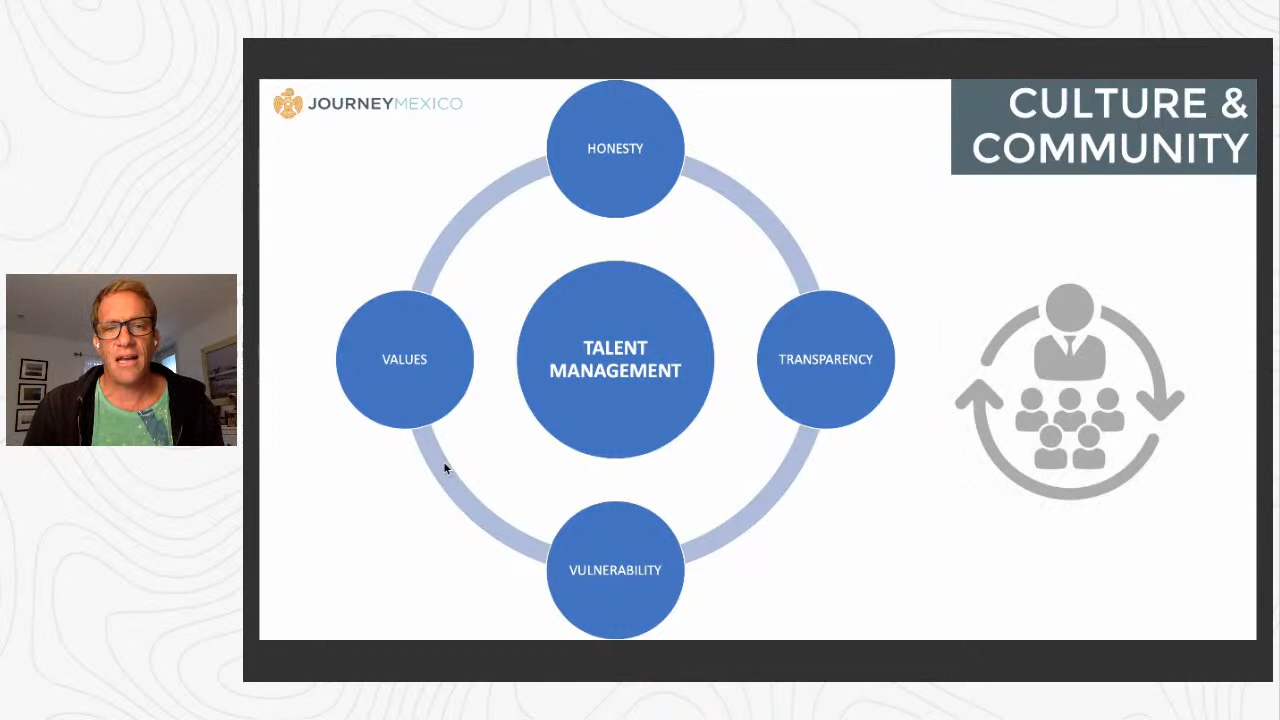 JOURNEYMEXICO
CULTURE &
COMMUNITY
HONESTY
VALUES
TALENT
MANAGEMENT
TRANSPARENCY
VULNERABILITY